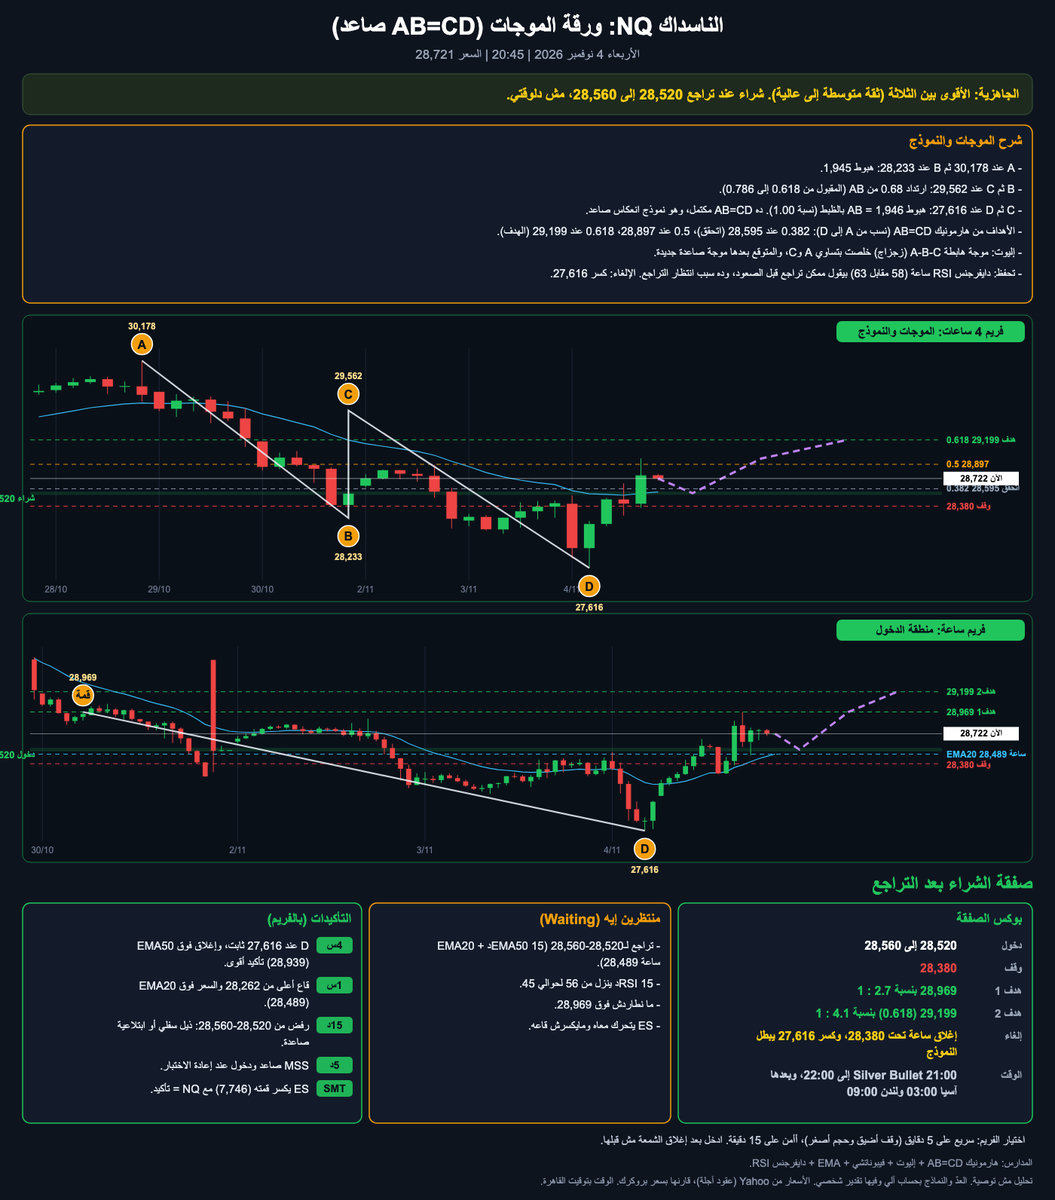 الناسداك NQ: ورقة الموجات (AB=CD صاعد)
الأربعاء 4 نوفمبر 2026 | 20:45 | السعر 28,721
الجاهزية: الأقوى بين الثلاثة (ثقة متوسطة إلى عالية). شراء عند تراجع 28,520 إلى 28,560، مش دلوقتي.
شرح الموجات والنموذج
- A عند 30,178 ثم B عند 28,233: هبوط 1,945.
- B ثم C عند 29,562: ارتداد 0.68 من AB (المقبول من 0.618 إلى 0.786).
- C ثم D عند 27,616: هبوط 1,946 = AB بالظبط (نسبة 1.00). ده AB=CD مكتمل، وهو نموذج انعكاس صاعد.
- الأهداف من هارمونيك AB=CD (نسب من A إلى D): 0.382 عند 28,595 (اتحقق)، 0.5 عند 28,897، 0.618 عند 29,199 (الهدف).
- إليوت: موجة هابطة A-B-C (زجزاج) خلصت بتساوي A وC، والمتوقع بعدها موجة صاعدة جديدة.
- تحفظ: دايفرجنس RSI ساعة (58 مقابل 63) بيقول ممكن تراجع قبل الصعود، وده سبب انتظار التراجع. الإلغاء: كسر 27,616.
فريم 4 ساعات: الموجات والنموذج
30,178
A
29,562
C
هدف 29,199 0.618
0.5 28,897
الآن 28,722
اتحقق 28,595 0.382
شراء 520
وقف 28,380
B
28,233
D
27,616
28/10
29/10
30/10
2/11
3/11
4/11
فريم ساعة: منطقة الدخول
28,969
قمة
هدف2 29,199
هدف1 28,969
الآن 28,722
دخول 520
EMA20 28,489 ساعة
وقف 28,380
D
27,616
30/10
2/11
3/11
4/11
صفقة الشراء بعد التراجع
بوكس الصفقة
دخول 28,520 إلى 28,560
وقف 28,380
هدف 1 28,969 بنسبة 2.7 : 1
هدف 2 29,199 (0.618) بنسبة 4.1 : 1
إلغاء إغلاق ساعة تحت 28,380، وكسر 27,616 يبطل
النموذج
الوقت Silver Bullet 21:00 إلى 22:00، وبعدها
آسيا 03:00 ولندن 09:00
منتظرين إيه (Waiting)
- تراجع لـ28,520-28,560 (EMA50 15د + EMA20
ساعة 28,489).
- RSI 15د ينزل من 56 لحوالي 45.
- ما نطاردش فوق 28,969.
- ES يتحرك معاه ومايكسرش قاعه.
التأكيدات (بالفريم)
4س D عند 27,616 ثابت، وإغلاق فوق EMA50
(28,939) تأكيد أقوى.
1س قاع أعلى من 28,262 والسعر فوق EMA20
(28,489).
15د رفض من 28,520-28,560: ذيل سفلي أو ابتلاعية
صاعدة.
5د MSS صاعد ودخول عند إعادة الاختبار.
SMT ES يكسر قمته (7,746) مع NQ = تأكيد.
اختيار الفريم: سريع على 5 دقايق (وقف أضيق وحجم أصغر)، أأمن على 15 دقيقة. ادخل بعد إغلاق الشمعة مش قبلها.
المدارس: هارمونيك AB=CD + إليوت + فيبوناتشي + EMA + دايفرجنس RSI.
تحليل مش توصية. العدّ والنماذج بحساب آلي وفيها تقدير شخصي. الأسعار من Yahoo (عقود آجلة)، قارنها بسعر بروكرك. الوقت بتوقيت القاهرة.